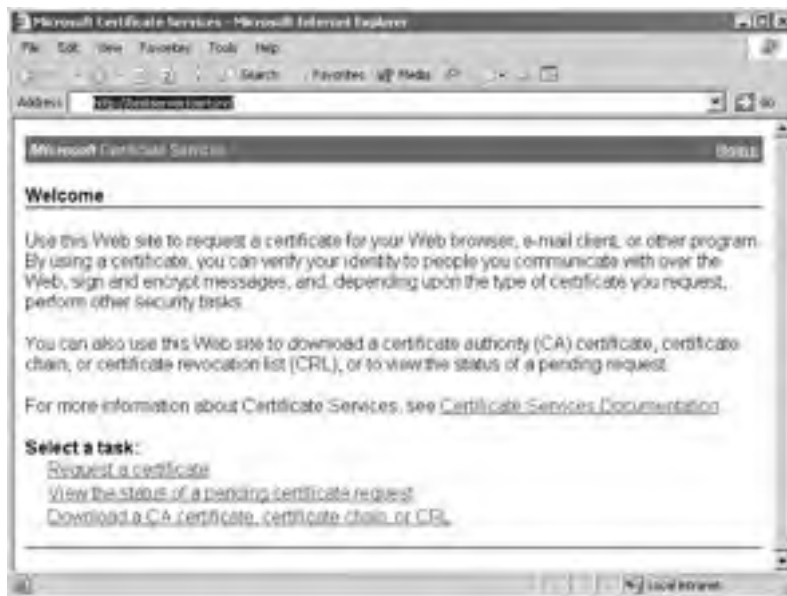 Microsoft Certificate Services - Microsoft Internet Explorer
File Edit View Favorites Tools Help
Search Favorites Media
Address Go
Microsoft Certificate Services Home
Welcome
Use this Web site to request a certificate for your Web browser, e-mail client, or other program.
By using a certificate, you can verify your identity to people you communicate with over the
Web, sign and encrypt messages, and, depending upon the type of certificate you request,
perform other security tasks.
You can also use this Web site to download a certificate authority (CA) certificate, certificate
chain, or certificate revocation list (CRL), or to view the status of a pending request.
For more information about Certificate Services, see Certificate Services Documentation.
Select a task:
Request a certificate
View the status of a pending certificate request
Download a CA certificate, certificate chain, or CRL
Local intranet